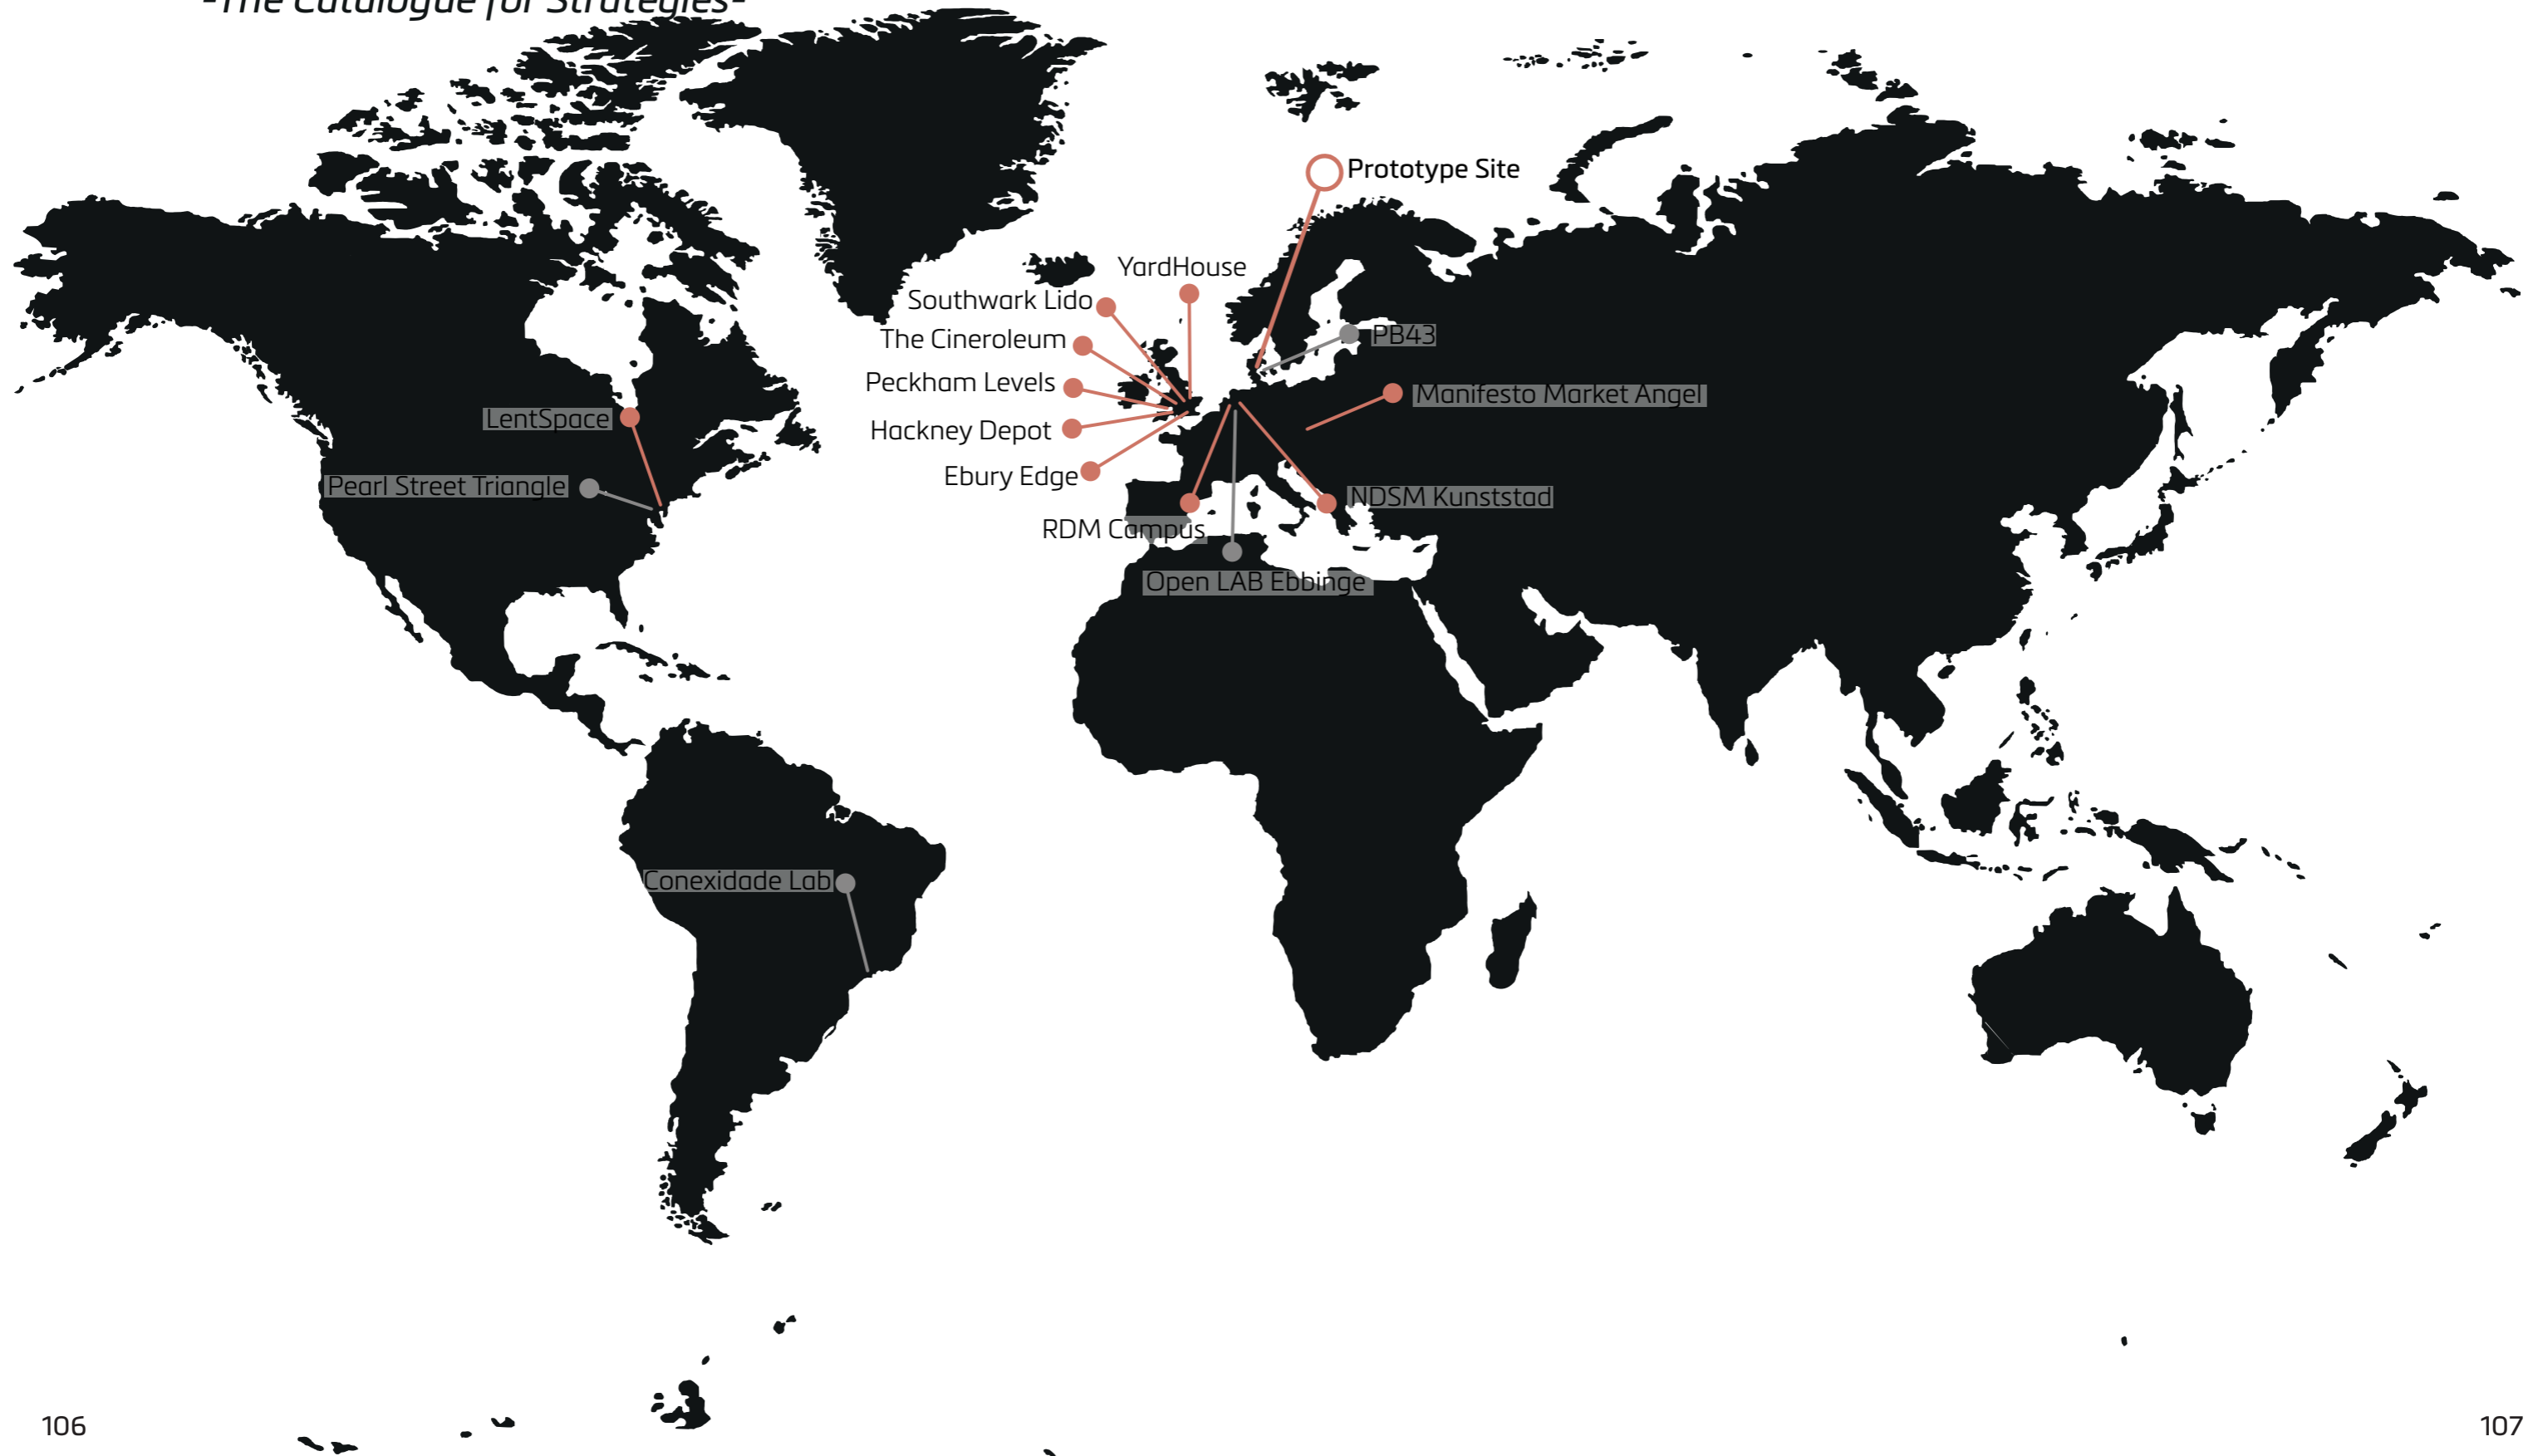 -The Catalogue for Strategies-
Prototype Site
YardHouse
Southwark Lido
The Cineroleum
PB43
Peckham Levels
Manifesto Market Angel
LentSpace
Hackney Depot
Ebury Edge
Pearl Street Triangle
NDSM Kunststad
RDM Campus
Open LAB Ebbinge
Conexidade Lab
106
107